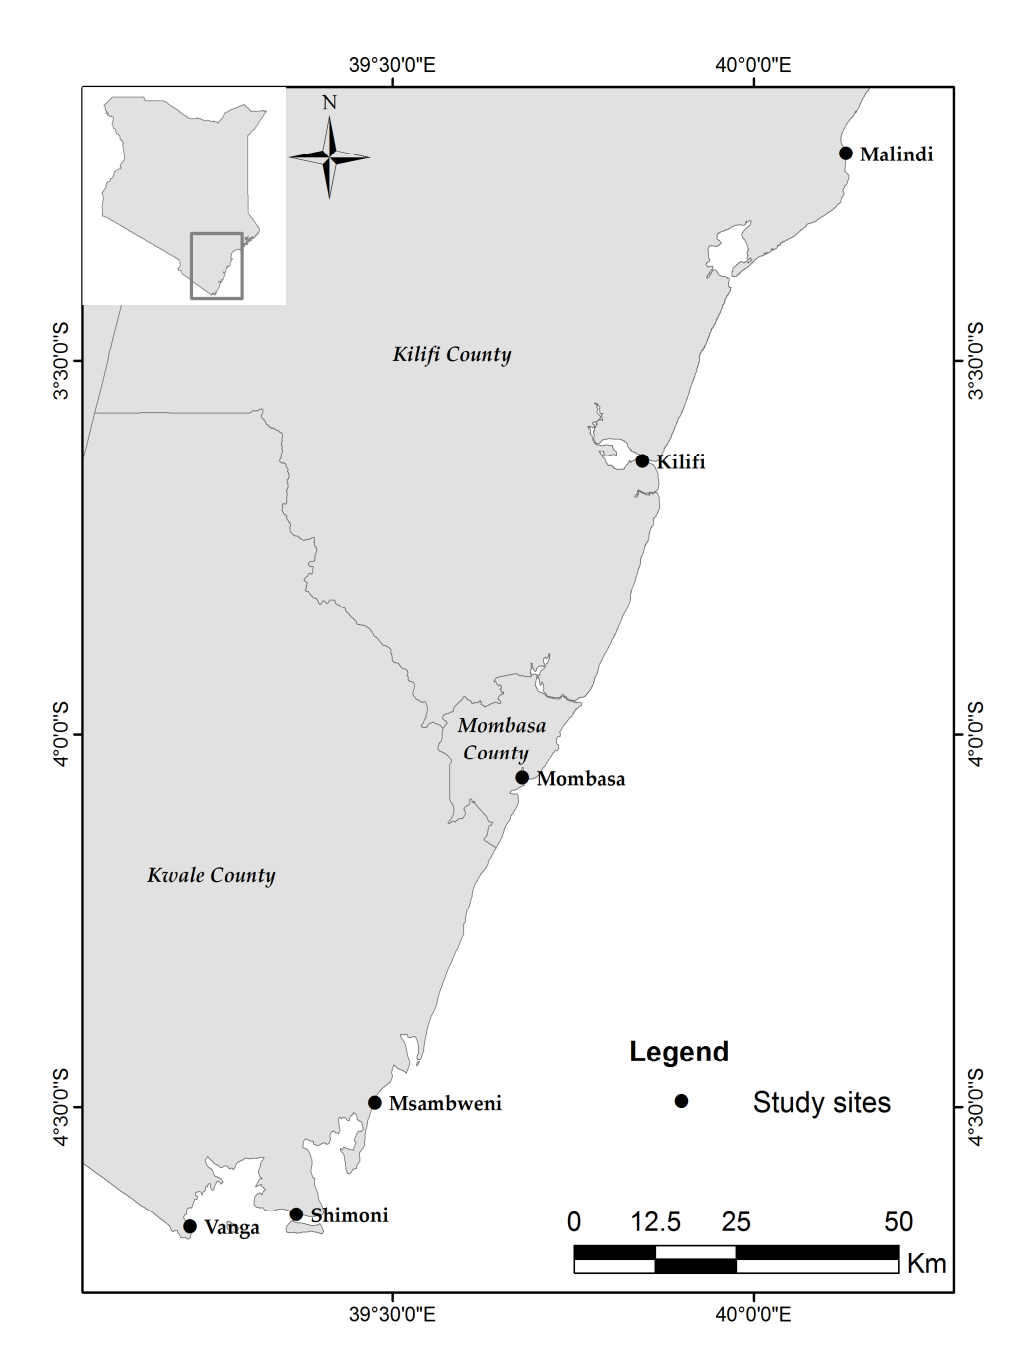 39°30'0"E 40°0'0"E
N
Malindi
3°30'0"S
3°30'0"S
Kilifi County
Kilifi
4°0'0"S
4°0'0"S
Mombasa
County
Mombasa
Kwale County
Legend
Study sites
Msambweni
4°30'0"S
4°30'0"S
Shimoni
Vanga
0 12.5 25 50
Km
39°30'0"E 40°0'0"E